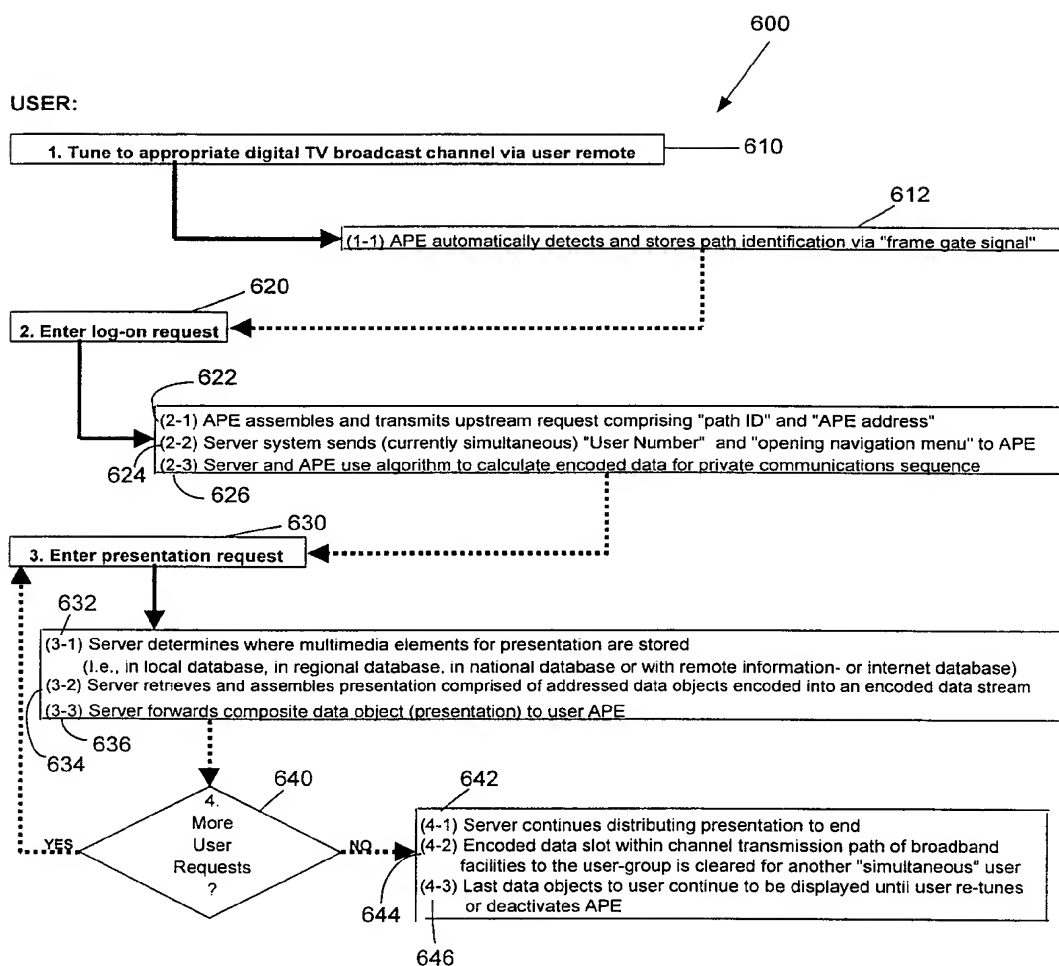 600
USER:
1. Tune to appropriate digital TV broadcast channel via user remote
610
612
(1-1) APE automatically detects and stores path identification via "frame gate signal"
620
2. Enter log-on request
622
(2-1) APE assembles and transmits upstream request comprising "path ID" and "APE address"
(2-2) Server system sends (currently simultaneous) "User Number" and "opening navigation menu" to APE
624
(2-3) Server and APE use algorithm to calculate encoded data for private communications sequence
626
630
3. Enter presentation request
632
(3-1) Server determines where multimedia elements for presentation are stored
(I.e., in local database, in regional database, in national database or with remote information- or internet database)
(3-2) Server retrieves and assembles presentation comprised of addressed data objects encoded into an encoded data stream
(3-3) Server forwards composite data object (presentation) to user APE
636
634
640
4.
More
User
Requests
?
YES
NO
642
(4-1) Server continues distributing presentation to end
(4-2) Encoded data slot within channel transmission path of broadband
facilities to the user-group is cleared for another "simultaneous" user
(4-3) Last data objects to user continue to be displayed until user re-tunes
or deactivates APE
644
646